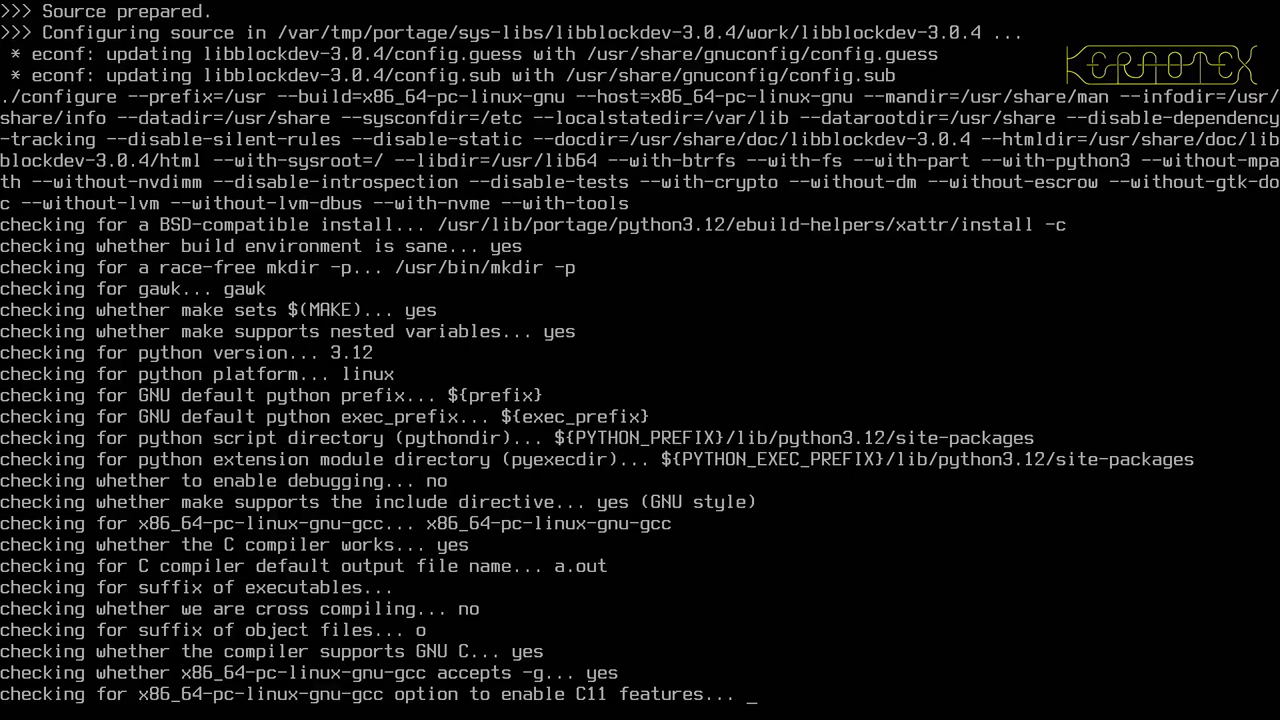 >>> Source prepared.
>>> Configuring source in /var/tmp/portage/sys-libs/libblockdev-3.0.4/work/libblockdev-3.0.4 ...
 * econf: updating libblockdev-3.0.4/config.guess with /usr/share/gnuconfig/config.guess
 * econf: updating libblockdev-3.0.4/config.sub with /usr/share/gnuconfig/config.sub
./configure --prefix=/usr --build=x86_64-pc-linux-gnu --host=x86_64-pc-linux-gnu --mandir=/usr/share/man --infodir=/usr/
share/info --datadir=/usr/share --sysconfdir=/etc --localstatedir=/var/lib --datarootdir=/usr/share --disable-dependency
-tracking --disable-silent-rules --disable-static --docdir=/usr/share/doc/libblockdev-3.0.4 --htmldir=/usr/share/doc/lib
blockdev-3.0.4/html --with-sysroot=/ --libdir=/usr/lib64 --with-btrfs --with-fs --with-part --with-python3 --without-mpa
th --without-nvdimm --disable-introspection --disable-tests --with-crypto --without-dm --without-escrow --without-gtk-do
c --without-lvm --without-lvm-dbus --with-nvme --with-tools
checking for a BSD-compatible install... /usr/lib/portage/python3.12/ebuild-helpers/xattr/install -c
checking whether build environment is sane... yes
checking for a race-free mkdir -p... /usr/bin/mkdir -p
checking for gawk... gawk
checking whether make sets $(MAKE)... yes
checking whether make supports nested variables... yes
checking for python version... 3.12
checking for python platform... linux
checking for GNU default python prefix... ${prefix}
checking for GNU default python exec_prefix... ${exec_prefix}
checking for python script directory (pythondir)... ${PYTHON_PREFIX}/lib/python3.12/site-packages
checking for python extension module directory (pyexecdir)... ${PYTHON_EXEC_PREFIX}/lib/python3.12/site-packages
checking whether to enable debugging... no
checking whether make supports the include directive... yes (GNU style)
checking for x86_64-pc-linux-gnu-gcc... x86_64-pc-linux-gnu-gcc
checking whether the C compiler works... yes
checking for C compiler default output file name... a.out
checking for suffix of executables...
checking whether we are cross compiling... no
checking for suffix of object files... o
checking whether the compiler supports GNU C... yes
checking whether x86_64-pc-linux-gnu-gcc accepts -g... yes
checking for x86_64-pc-linux-gnu-gcc option to enable C11 features... _